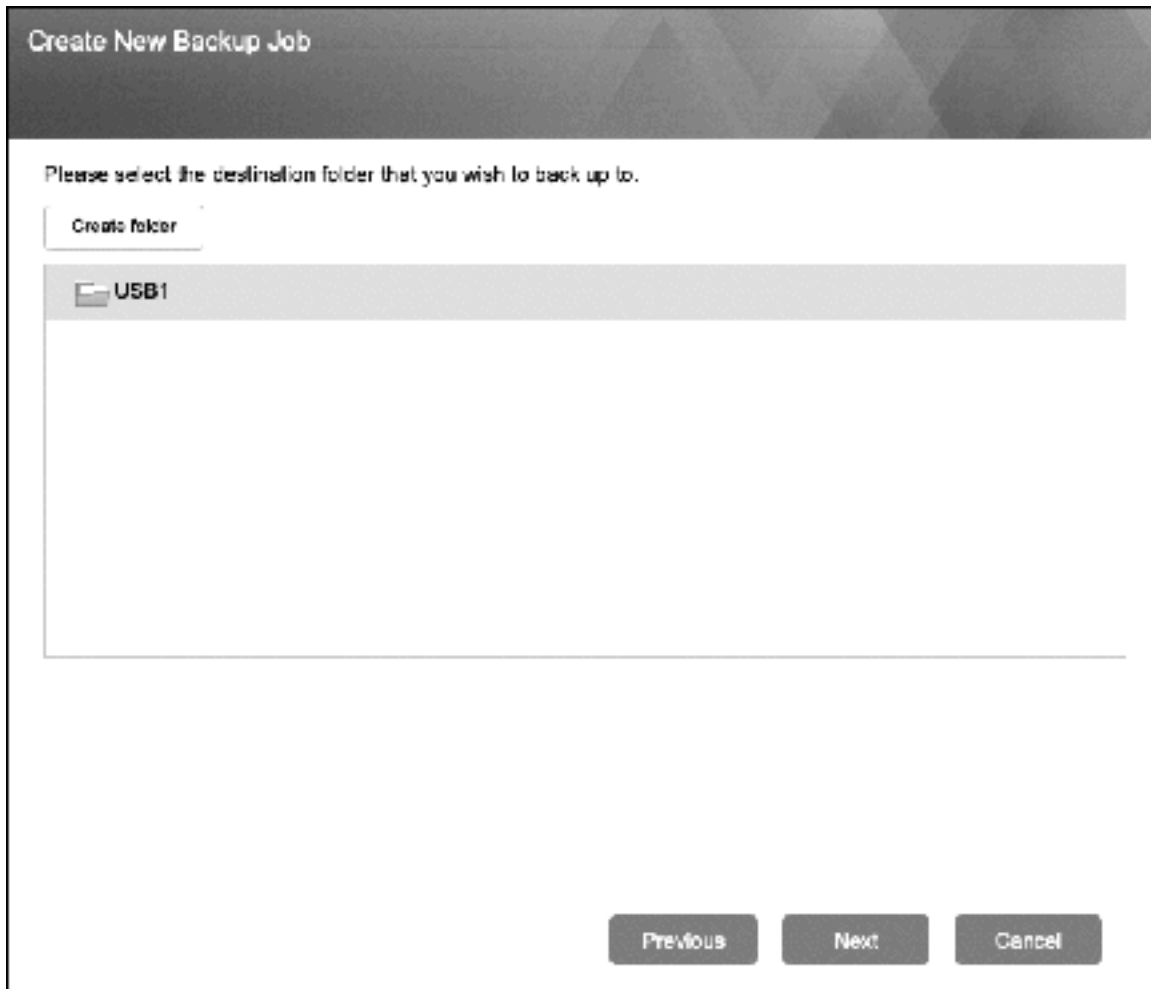 Create New Backup Job
Please select the destination folder that you wish to back up to.
Create folder
USB1
Previous
Next
Cancel